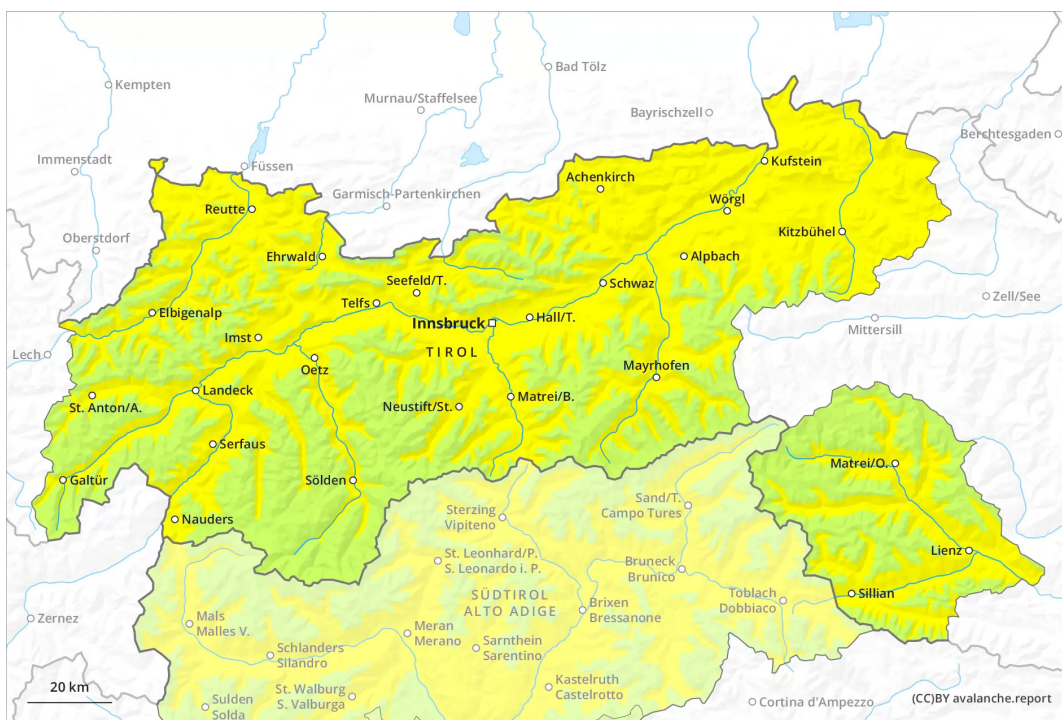 Kempten
Bad Tölz
Murnau/Staffelsee
Bayrischzell
Berchtesgaden
Immenstadt
Füssen
Kufstein
Garmisch-Partenkirchen
Achenkirch
Reutte
Wörgl
Oberstdorf
Kitzbühel
Ehrwald
Alpbach
Seefeld/T.
Schwaz
Zell/See
Telfs
Elbigenalp
Innsbruck
Hall/T.
Mittersill
Imst
Lech
TIROL
Oetz
Mayrhofen
Landeck
St. Anton/A.
Neustift/St.
Matrei/B.
Serfaus
Matrei/O.
Galtür
Sölden
Sand/T.
Campo Tures
Nauders
Sterzing
Vipiteno
Lienz
St. Leonhard/P.
S. Leonardo i. P.
Bruneck
Brunico
SÜDTIROL
ALTO ADIGE
Toblach
Dobbiaco
Sillian
Brixen
Bressanone
Zernez
Mals
Malles V.
Meran
Merano
Sarnthein
Sarentino
Schlanders
Silandro
20 km
St. Walburg
S. Valburga
Kastelruth
Castelrotto
Sulden
Solda
Cortina d'Ampezzo
(CC)BY avalanche.report